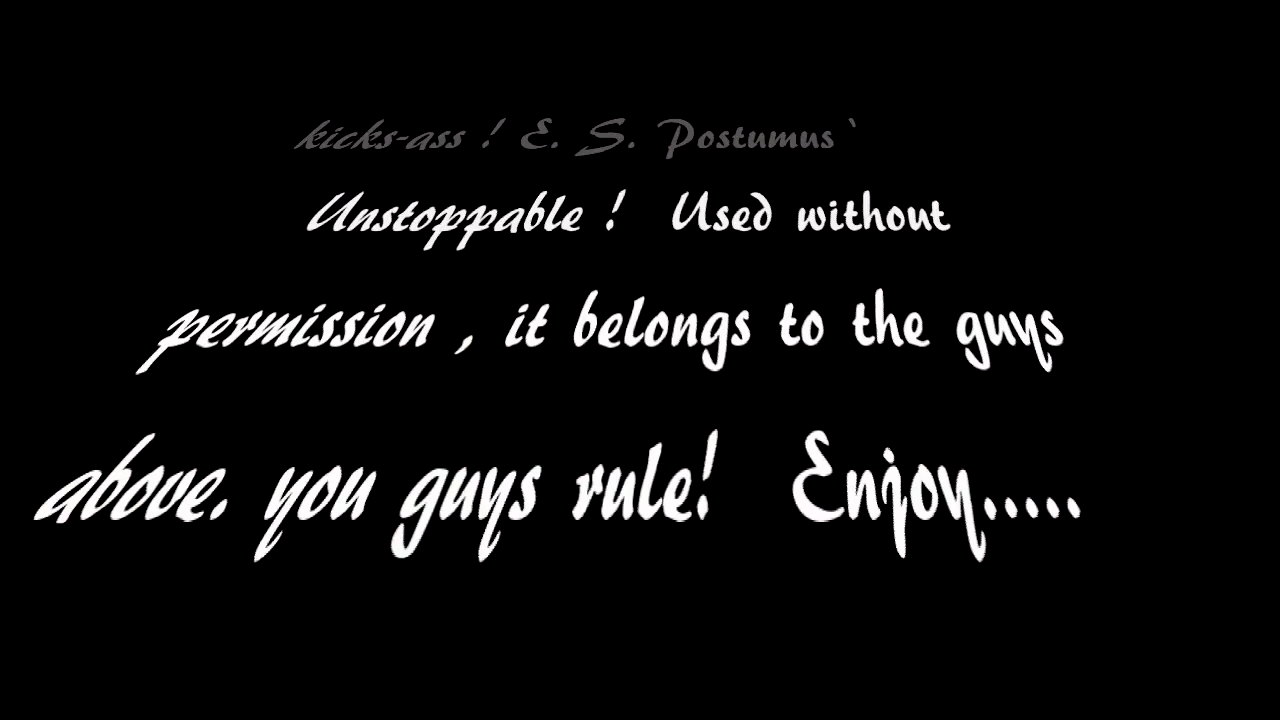 kicks-ass ! E. S. Postumus`
Unstoppable ! Used without
permission , it belongs to the guys
above. you guys rule! Enjoy.....